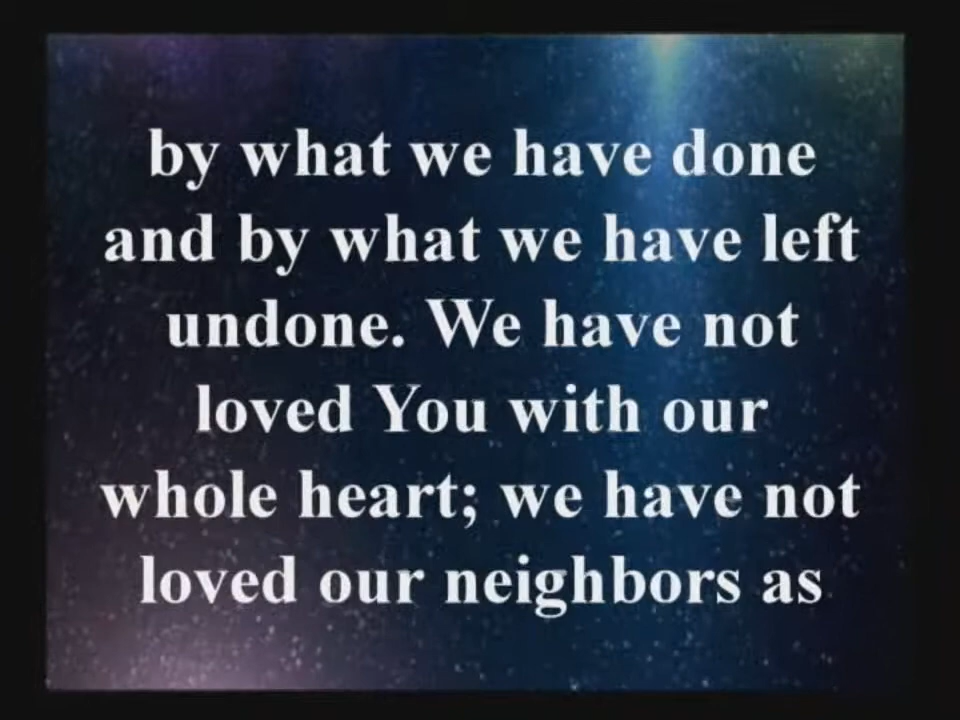 by what we have done
and by what we have left
undone. We have not
loved You with our
whole heart; we have not
loved our neighbors as